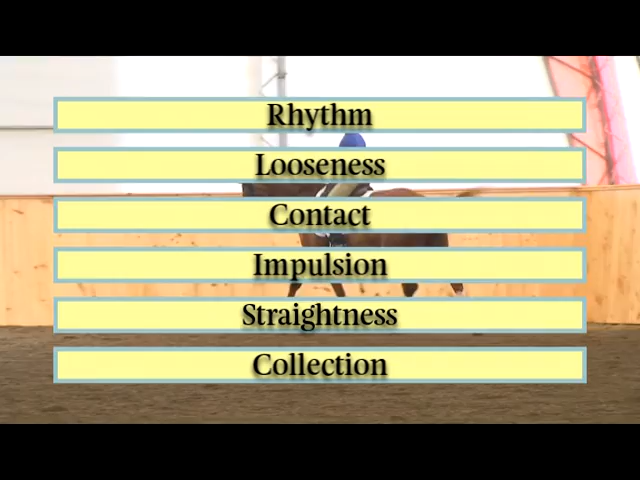 Rhythm
Looseness
Contact
Impulsion
Straightness
Collection